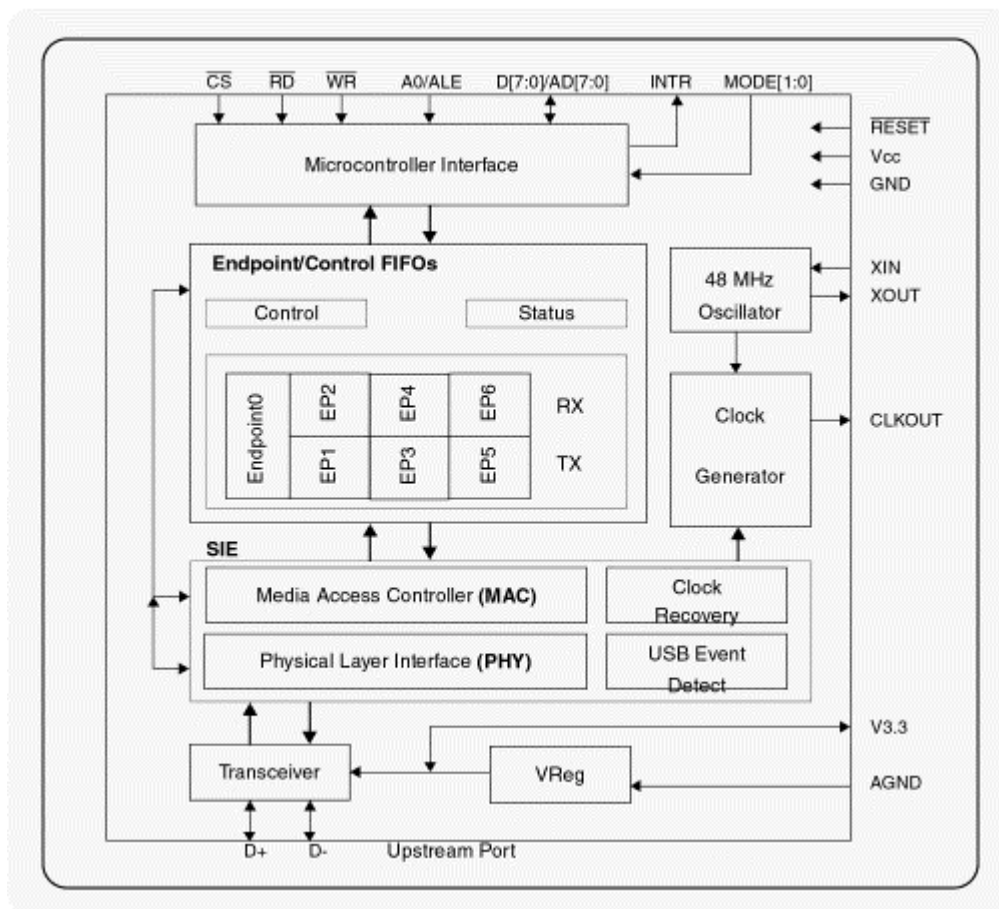 CS RD WR A0/ALE D[7:0]/AD[7:0] INTR MODE[1:0]
RESET
Vcc
GND
Microcontroller Interface
Endpoint/Control FIFOs
Control
Status
Endpoint0
EP2
EP4
EP6
RX
EP1
EP3
EP5
TX
48 MHz
Oscillator
XIN
XOUT
Clock
Generator
CLKOUT
SIE
Media Access Controller (MAC)
Physical Layer Interface (PHY)
Clock
Recovery
USB Event
Detect
V3.3
Transceiver
VReg
AGND
D+ D- Upstream Port